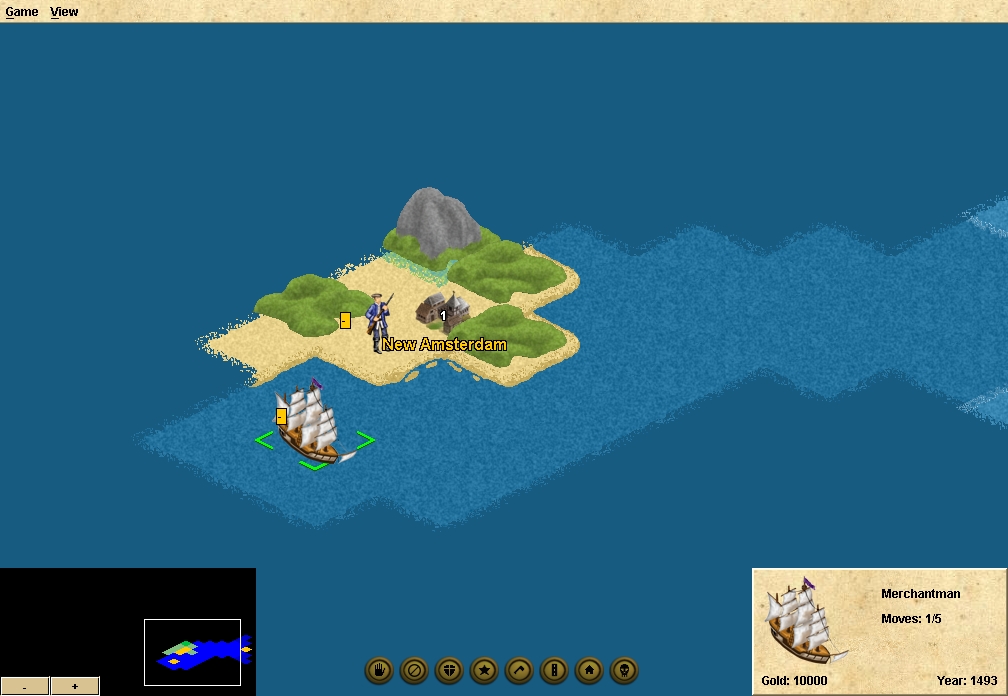 Game View
-
1
New Amsterdam
-
Merchantman
Moves: 1/5
Gold: 10000 Year: 1493
- +